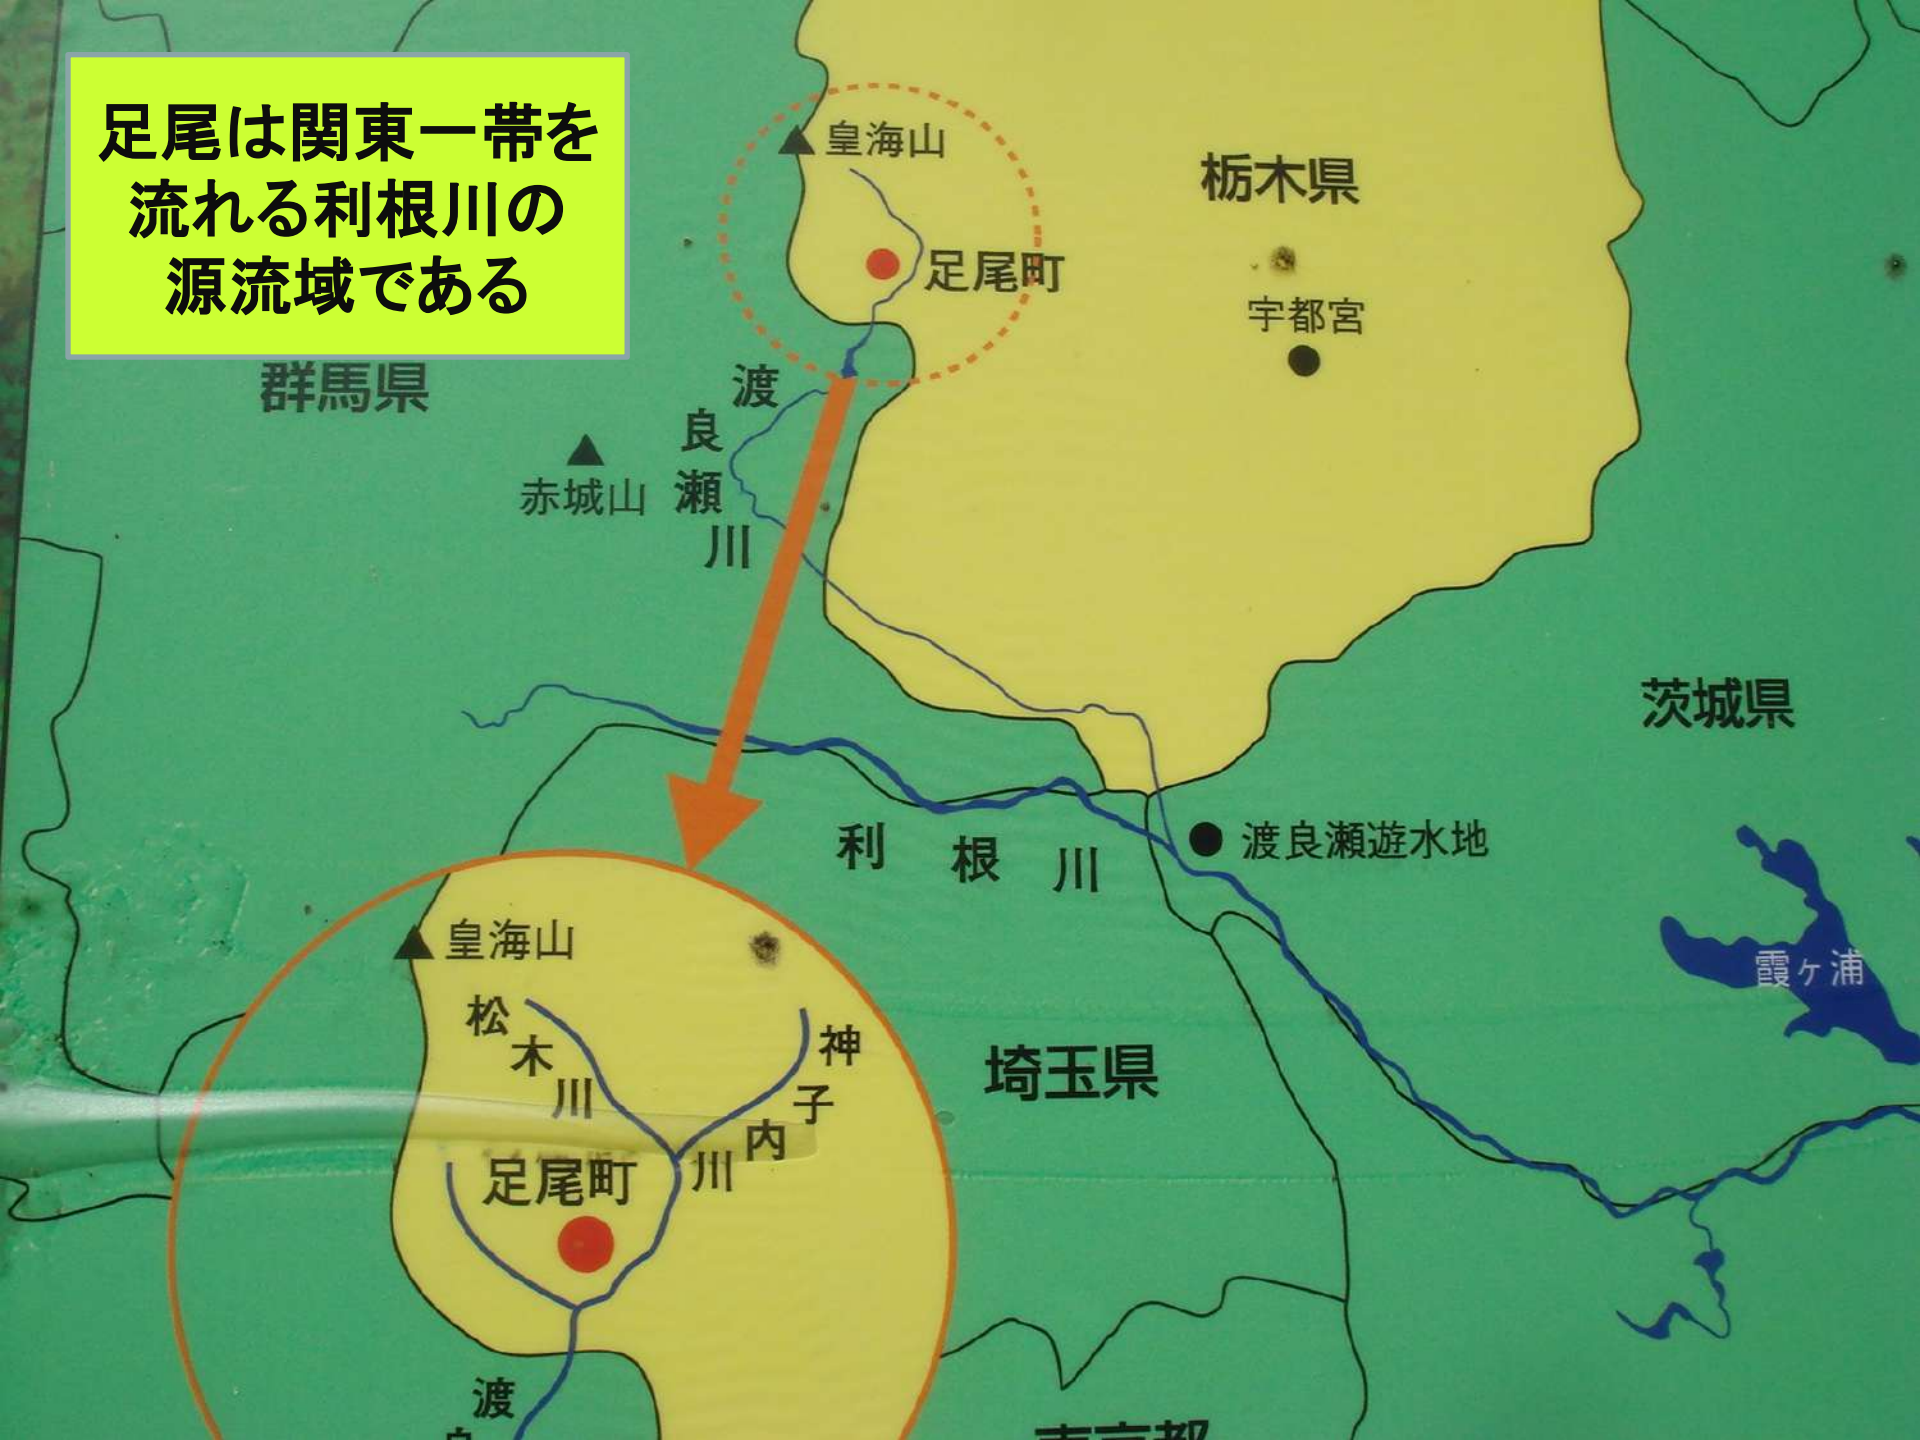 足尾は関東一帯を
流れる利根川の
源流域である
皇海山
栃木県
足尾町
宇都宮
群馬県
渡良瀬川
赤城山
茨城県
利根川
渡良瀬遊水地
皇海山
霞ヶ浦
松木川
神子内川
埼玉県
足尾町
渡